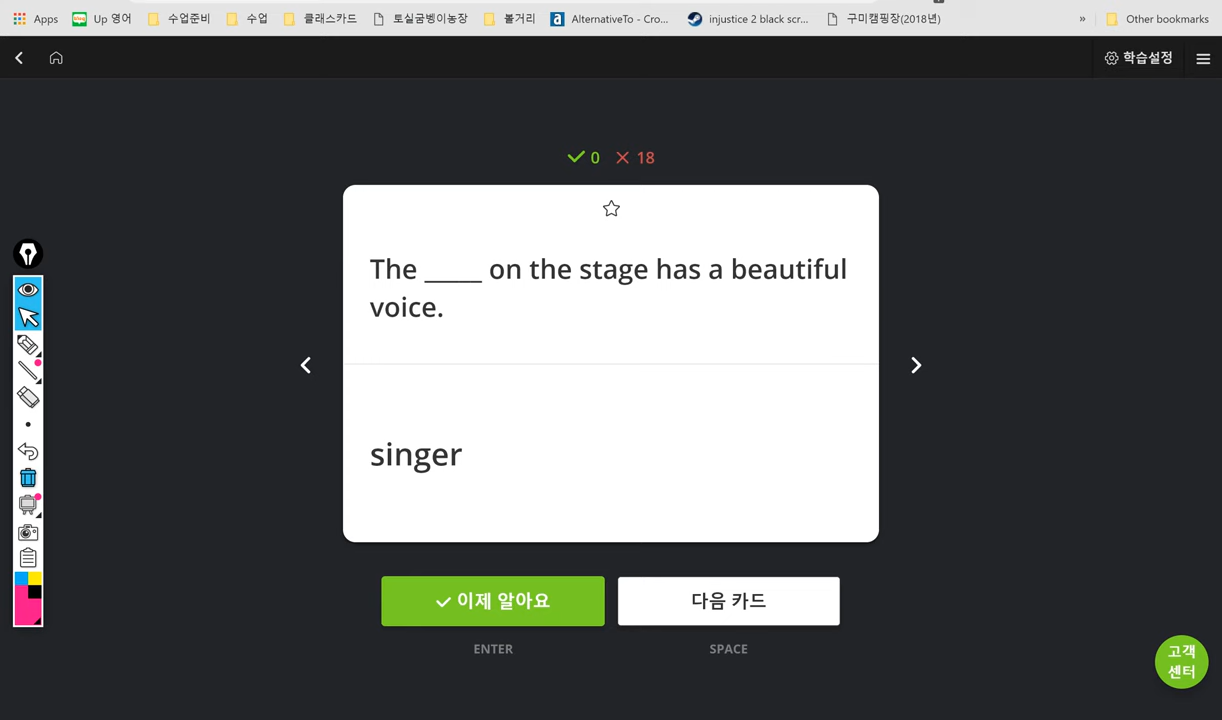 Apps Up 영어 수업준비 수업 클래스카드 토실굼벵이농장 볼거리 AlternativeTo - Cro... injustice 2 black scr... 구미캠핑장(2018년) » Other bookmarks
학습설정
0 18
The _____ on the stage has a beautiful
voice.
singer
이제 알아요 다음 카드
ENTER SPACE
고객
센터